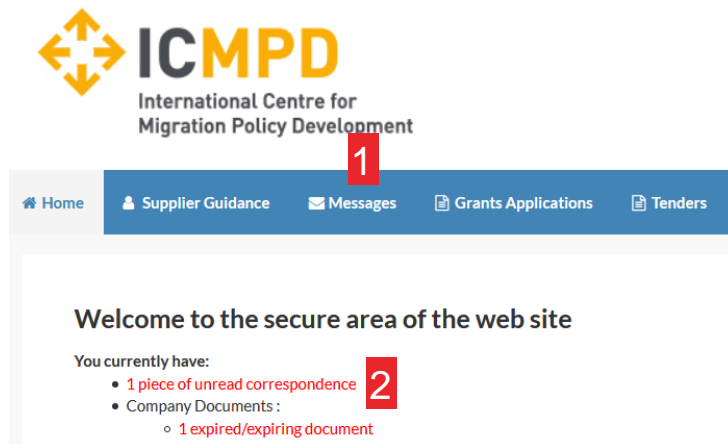 ICMPD
International Centre for
Migration Policy Development
1
Home Supplier Guidance Messages Grants Applications Tenders
Welcome to the secure area of the web site
You currently have:
• 1 piece of unread correspondence 2
• Company Documents :
◦ 1 expired/expiring document